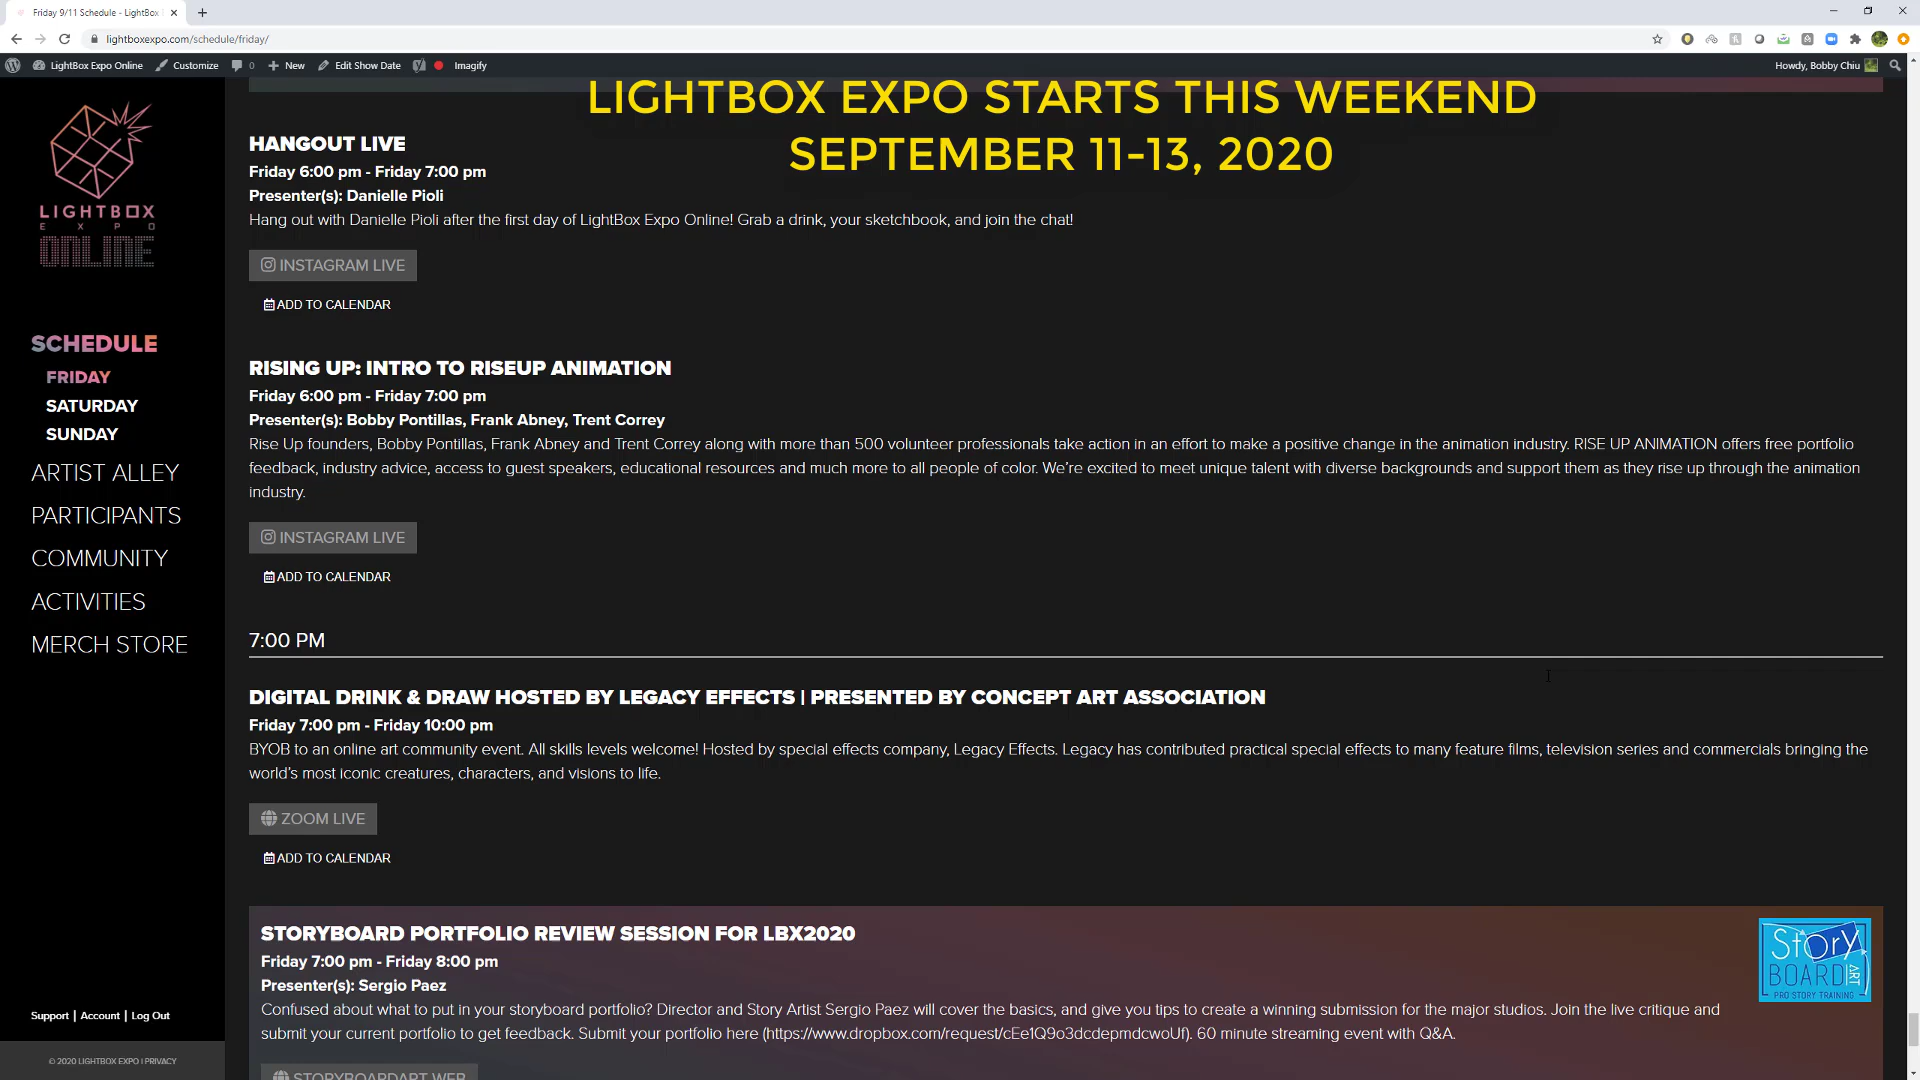 Friday 9/11 Schedule - LightBox
lightboxexpo.com/schedule/friday/
LightBox Expo Online Customize 0 New Edit Show Date Imagify Howdy, Bobby Chiu
LIGHTBOX EXPO STARTS THIS WEEKEND
SEPTEMBER 11-13, 2020
LIGHTBOX
EXPO
ONLINE
SCHEDULE
FRIDAY
SATURDAY
SUNDAY
ARTIST ALLEY
PARTICIPANTS
COMMUNITY
ACTIVITIES
MERCH STORE
Support | Account | Log Out
© 2020 LIGHTBOX EXPO | PRIVACY
HANGOUT LIVE
Friday 6:00 pm - Friday 7:00 pm
Presenter(s): Danielle Pioli
Hang out with Danielle Pioli after the first day of LightBox Expo Online! Grab a drink, your sketchbook, and join the chat!
INSTAGRAM LIVE
ADD TO CALENDAR
RISING UP: INTRO TO RISEUP ANIMATION
Friday 6:00 pm - Friday 7:00 pm
Presenter(s): Bobby Pontillas, Frank Abney, Trent Correy
Rise Up founders, Bobby Pontillas, Frank Abney and Trent Correy along with more than 500 volunteer professionals take action in an effort to make a positive change in the animation industry. RISE UP ANIMATION offers free portfolio
feedback, industry advice, access to guest speakers, educational resources and much more to all people of color. We're excited to meet unique talent with diverse backgrounds and support them as they rise up through the animation
industry.
INSTAGRAM LIVE
ADD TO CALENDAR
7:00 PM
DIGITAL DRINK & DRAW HOSTED BY LEGACY EFFECTS | PRESENTED BY CONCEPT ART ASSOCIATION
Friday 7:00 pm - Friday 10:00 pm
BYOB to an online art community event. All skills levels welcome! Hosted by special effects company, Legacy Effects. Legacy has contributed practical special effects to many feature films, television series and commercials bringing the
world's most iconic creatures, characters, and visions to life.
ZOOM LIVE
ADD TO CALENDAR
STORYBOARD PORTFOLIO REVIEW SESSION FOR LBX2020
Friday 7:00 pm - Friday 8:00 pm
Presenter(s): Sergio Paez
Confused about what to put in your storyboard portfolio? Director and Story Artist Sergio Paez will cover the basics, and give you tips to create a winning submission for the major studios. Join the live critique and
submit your current portfolio to get feedback. Submit your portfolio here (https://www.dropbox.com/request/cEe1Q9o3dcdepmdcwoUf). 60 minute streaming event with Q&A.
STORYBOARDART WEB
Story
BOARD ART
PRO STORY TRAINING